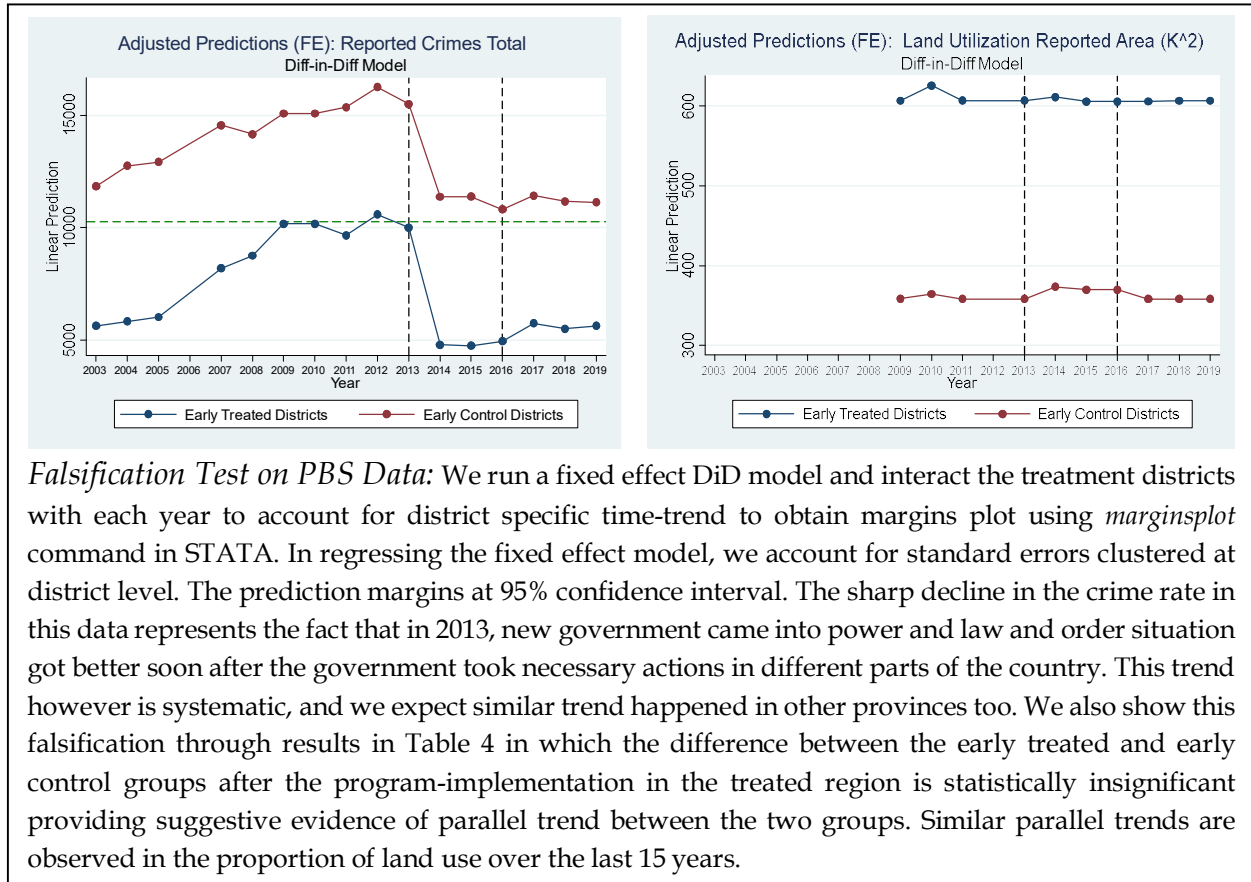 Adjusted Predictions (FE): Reported Crimes Total
Diff-in-Diff Model
Linear Prediction
15000
10000
5000
2003 2004 2005 2006 2007 2008 2009 2010 2011 2012 2013 2014 2015 2016 2017 2018 2019
Year
Early Treated Districts Early Control Districts
Adjusted Predictions (FE): Land Utilization Reported Area (K^2)
Diff-in-Diff Model
Linear Prediction
600
500
400
300
2003 2004 2005 2006 2007 2008 2009 2010 2011 2012 2013 2014 2015 2016 2017 2018 2019
Year
Early Treated Districts Early Control Districts
Falsification Test on PBS Data: We run a fixed effect DiD model and interact the treatment districts
with each year to account for district specific time-trend to obtain margins plot using marginsplot
command in STATA. In regressing the fixed effect model, we account for standard errors clustered at
district level. The prediction margins at 95% confidence interval. The sharp decline in the crime rate in
this data represents the fact that in 2013, new government came into power and law and order situation
got better soon after the government took necessary actions in different parts of the country. This trend
however is systematic, and we expect similar trend happened in other provinces too. We also show this
falsification through results in Table 4 in which the difference between the early treated and early
control groups after the program-implementation in the treated region is statistically insignificant
providing suggestive evidence of parallel trend between the two groups. Similar parallel trends are
observed in the proportion of land use over the last 15 years.